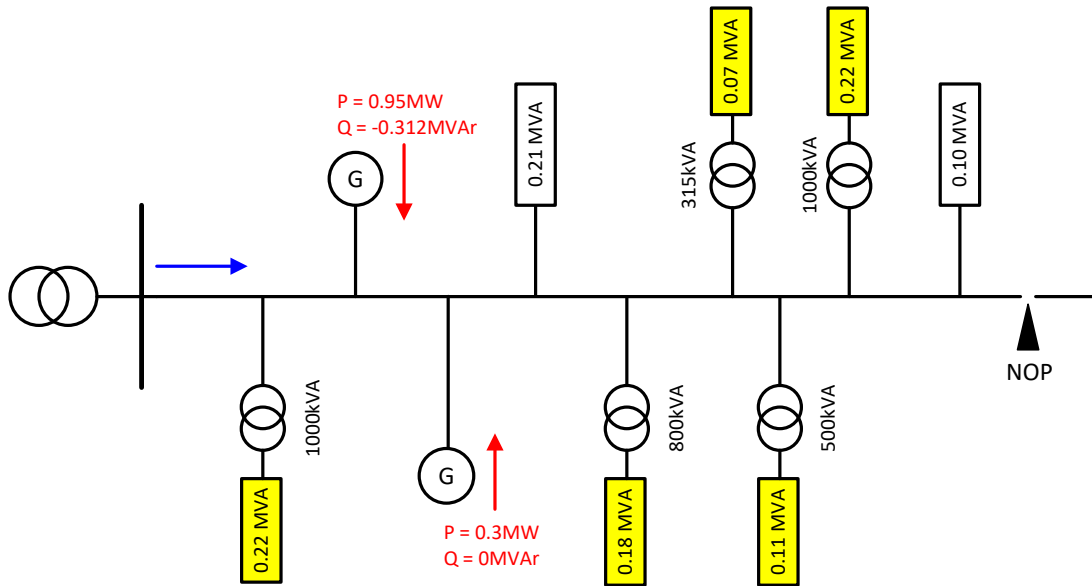 P = 0.95MW
Q = -0.312MVAr
G
0.21 MVA
0.07 MVA
315kVA
0.22 MVA
1000kVA
0.10 MVA
NOP
1000kVA
0.22 MVA
G
P = 0.3MW
Q = 0MVAr
800kVA
0.18 MVA
500kVA
0.11 MVA